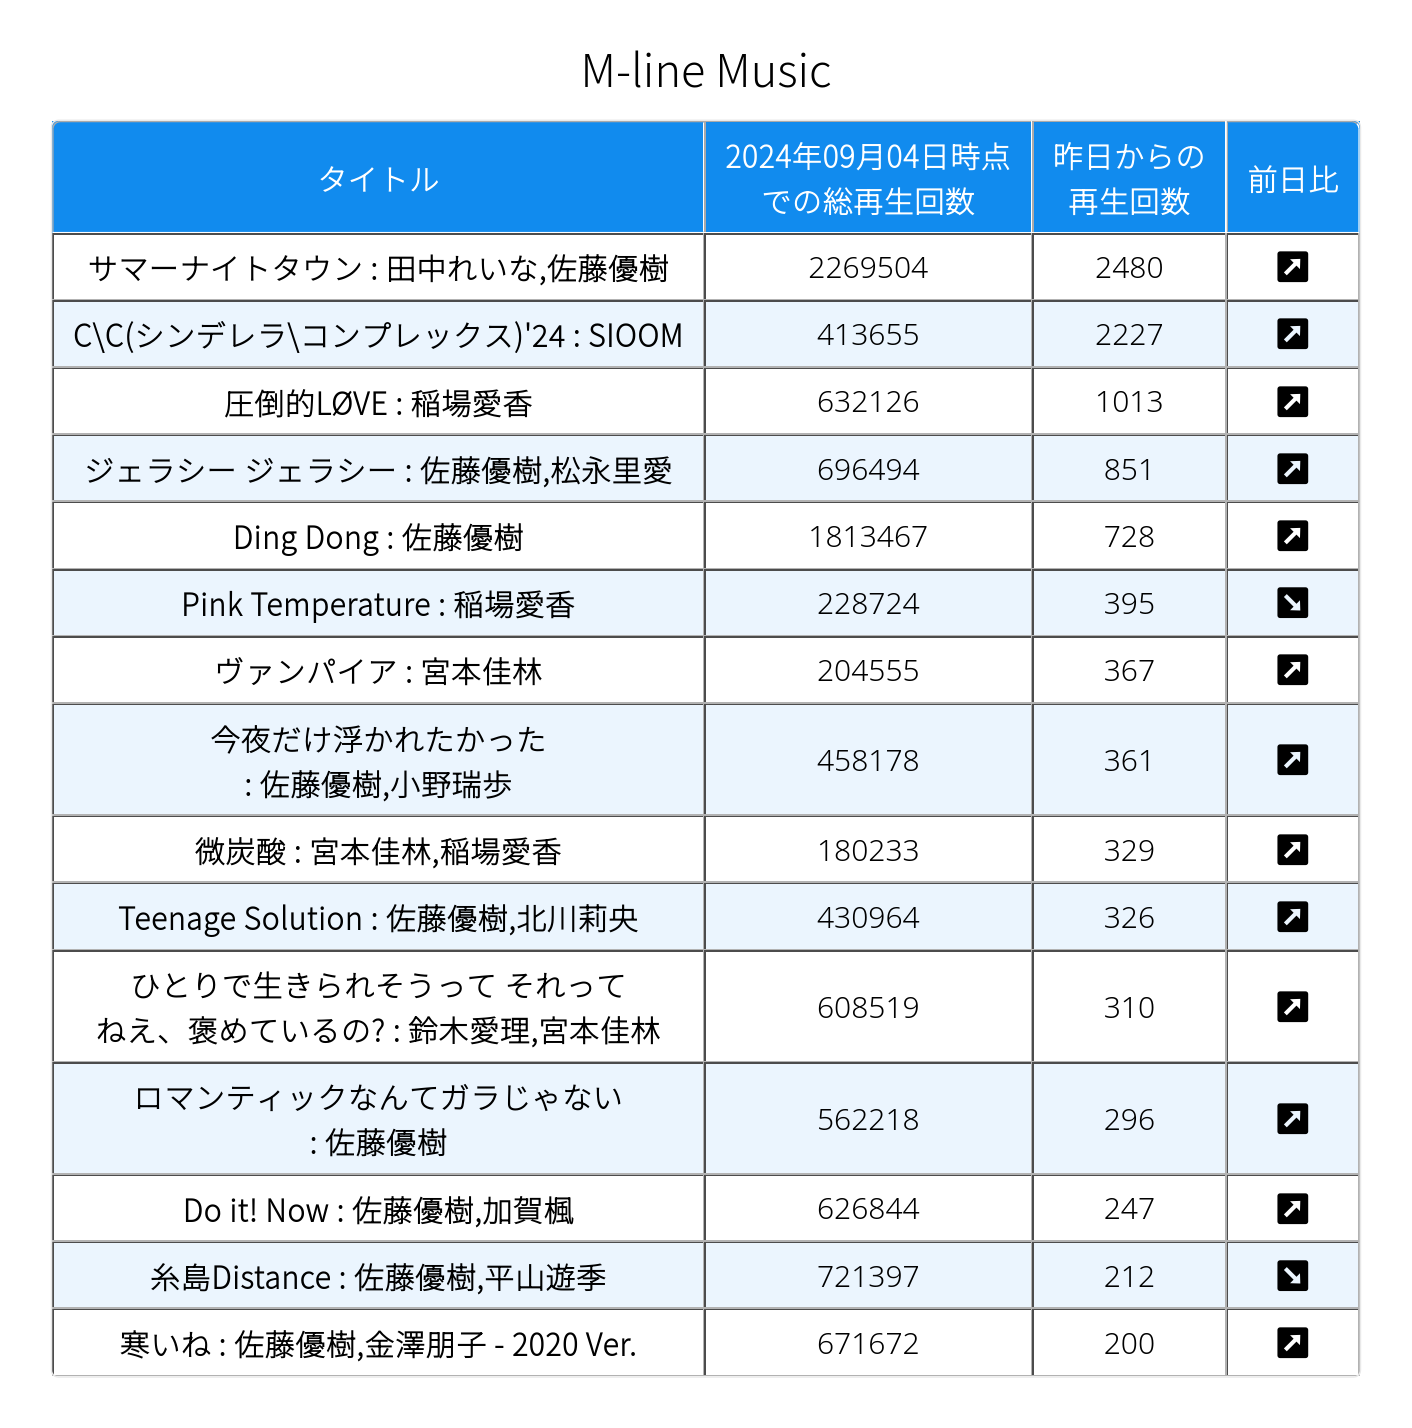 M-line Music
タイトル
2024年09月04日時点
での総再生回数
昨日からの
再生回数
前日比
サマーナイトタウン : 田中れいな,佐藤優樹 2269504 2480
C\C(シンデレラ\コンプレックス)'24 : SIOOM 413655 2227
圧倒的LØVE : 稲場愛香 632126 1013
ジェラシー ジェラシー : 佐藤優樹,松永里愛 696494 851
Ding Dong : 佐藤優樹 1813467 728
Pink Temperature : 稲場愛香 228724 395
ヴァンパイア : 宮本佳林 204555 367
今夜だけ浮かれたかった
: 佐藤優樹,小野瑞歩 458178 361
微炭酸 : 宮本佳林,稲場愛香 180233 329
Teenage Solution : 佐藤優樹,北川莉央 430964 326
ひとりで生きられそうって それって
ねえ、褒めているの? : 鈴木愛理,宮本佳林 608519 310
ロマンティックなんてガラじゃない
: 佐藤優樹 562218 296
Do it! Now : 佐藤優樹,加賀楓 626844 247
糸島Distance : 佐藤優樹,平山遊季 721397 212
寒いね : 佐藤優樹,金澤朋子 - 2020 Ver. 671672 200